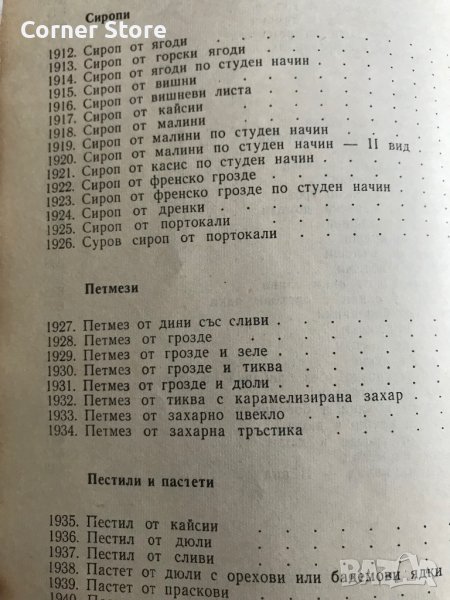 Corner Store
Сиропи
1912. Сироп от ягоди
1913. Сироп от горски ягоди
1914. Сироп от ягоди по студен начин
1915. Сироп от вишни
1916. Сироп от вишневи листа
1917. Сироп от кайсии
1918. Сироп от малини
1919. Сироп от малини по студен начин
1920. Сироп от малини по студен начин — II вид
1921. Сироп от касис по студен начин
1922. Сироп от френско грозде
1923. Сироп от френско грозде по студен начин
1924. Сироп от дренки
1925. Сироп от портокали
1926. Суров сироп от портокали
Петмези
1927. Петмез от дини със сливи
1928. Петмез от грозде
1929. Петмез от грозде и зеле
1930. Петмез от грозде и тиква
1931. Петмез от грозде и дюли
1932. Петмез от тиква с карамелизирана захар
1933. Петмез от захарно цвекло
1934. Петмез от захарна тръстика
Пестили и пастети
1935. Пестил от кайсии
1936. Пестил от дюли
1937. Пестил от сливи
1938. Пастет от дюли с орехови или бадемови ядки
1939. Пастет от праскови
1940. Пастет от